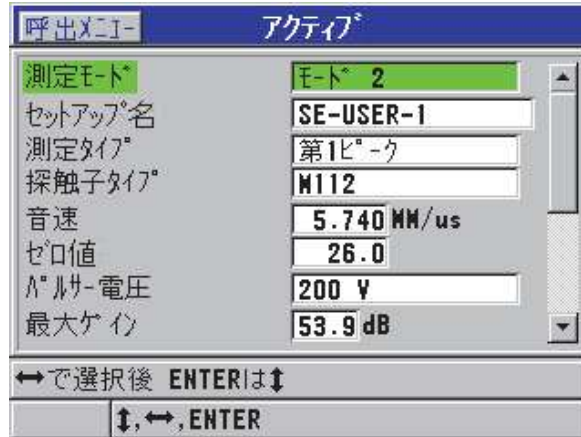 呼出ﾒﾆｭｰ アクティブ
測定ﾓｰﾄﾞ ﾓｰﾄﾞ 2
ｾｯﾄｱｯﾌﾟ名 SE-USER-1
測定ﾀｲﾌﾟ 第1ﾋﾟｰｸ
探触子ﾀｲﾌﾟ M112
音速 5.740 MM/us
ｾﾞﾛ値 26.0
ﾊﾟﾙｻｰ電圧 200 V
最大ｹﾞｲﾝ 53.9 dB
↔で選択後 ENTERは↕
↕,↔,ENTER